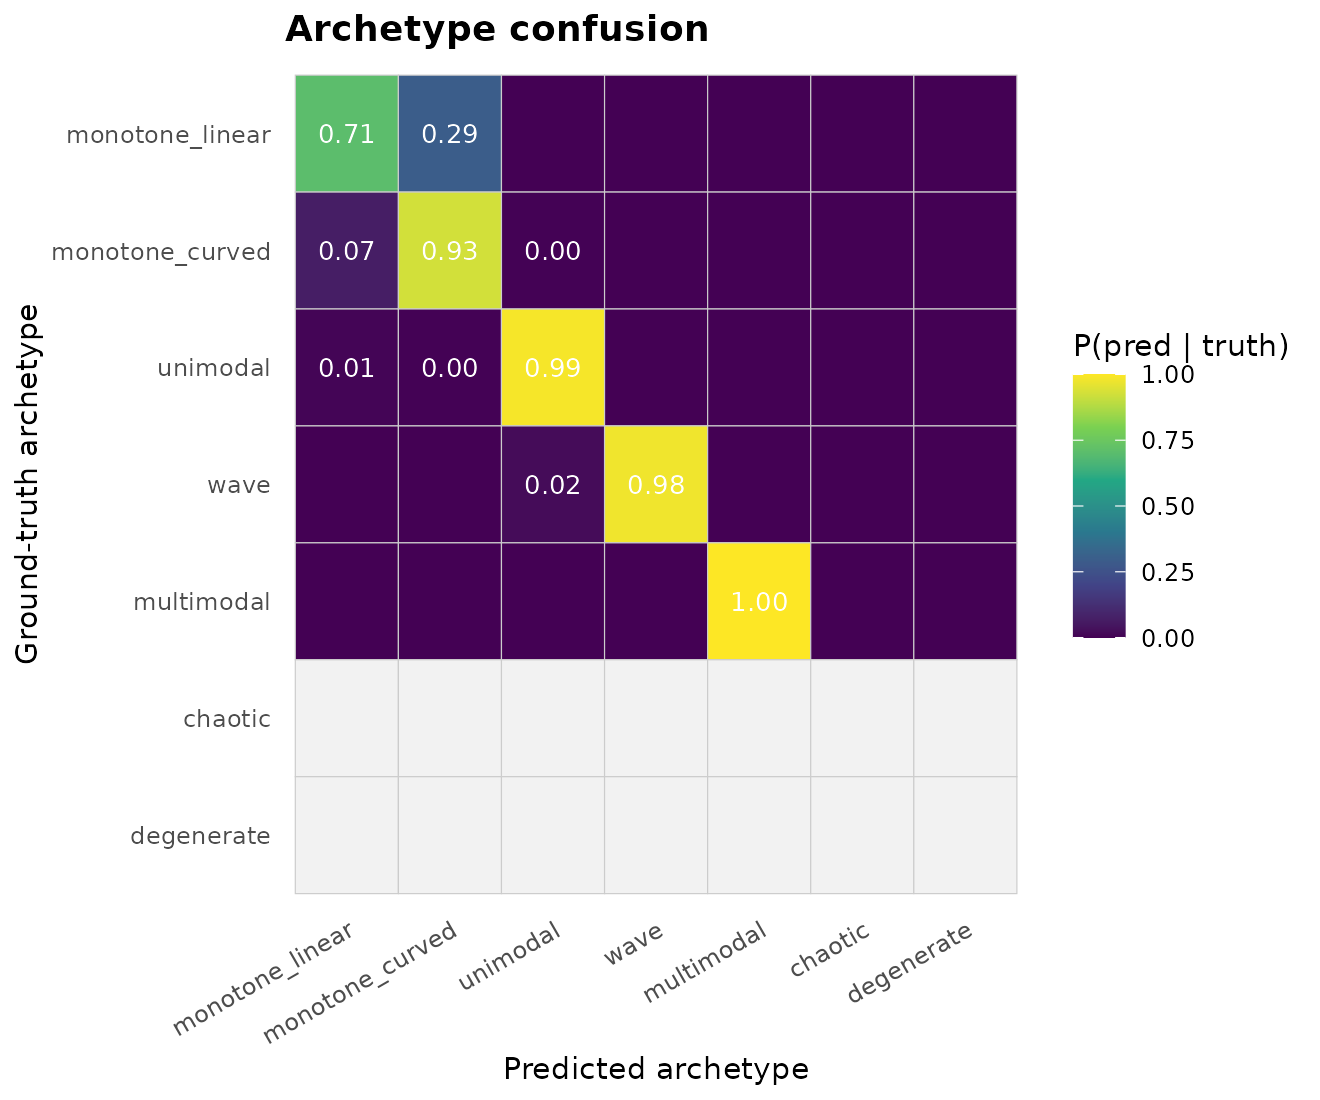 Archetype confusion
monotone_linear
0.71 0.29
monotone_curved
0.07 0.93 0.00
unimodal
0.01 0.00 0.99
wave
0.02 0.98
multimodal
1.00
chaotic
degenerate
Ground-truth archetype
monotone_linear
monotone_curved
unimodal
wave
multimodal
chaotic
degenerate
Predicted archetype
P(pred | truth)
1.00
0.75
0.50
0.25
0.00